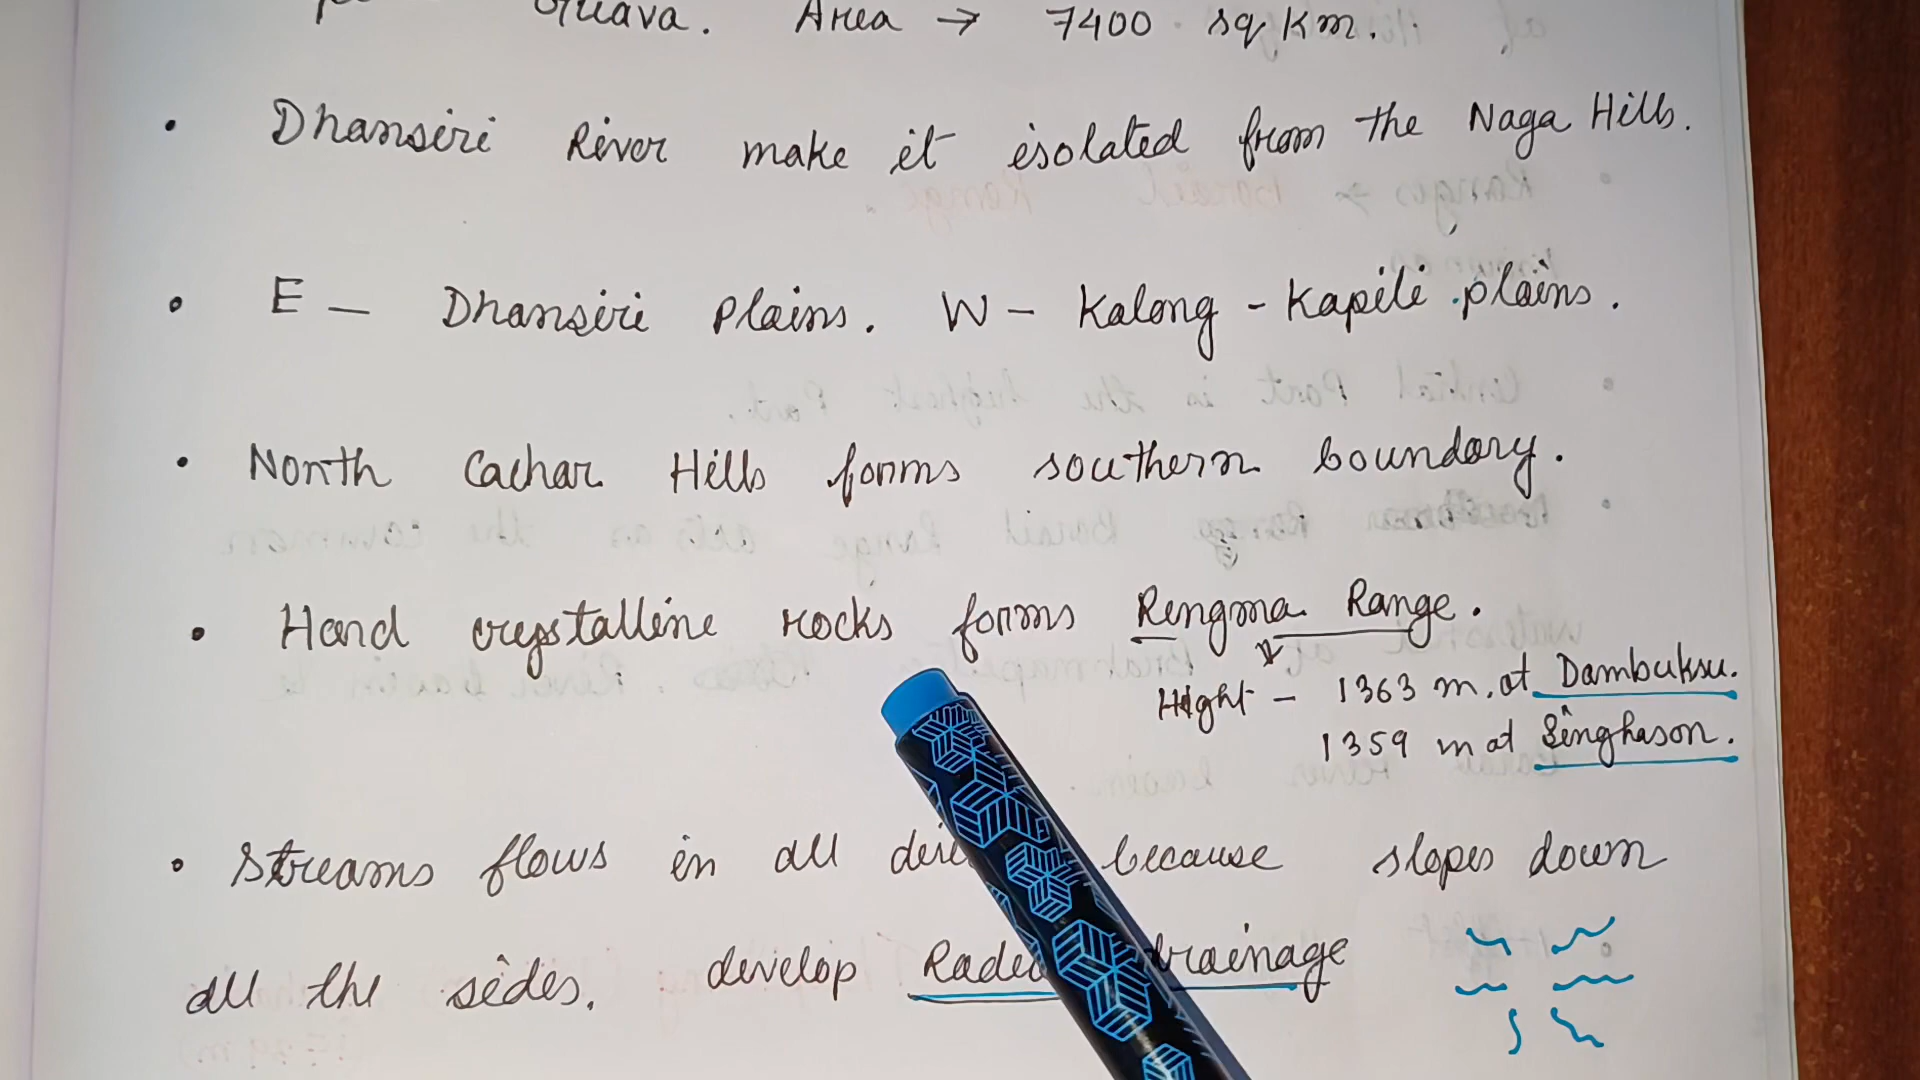 Area → 7400 sq km.
• Dhansiri River make it isolated from the Naga Hills.
• E – Dhansiri Plains. W – Kalong - Kapili plains.
• North Cachar Hills forms southern boundary.
• Hard crystalline rocks forms Rengma Range.
Hight – 1363 m. at Dambuksu.
1359 m at Singhason.
• Streams flows in all because slopes down
all the sides. develop drainage